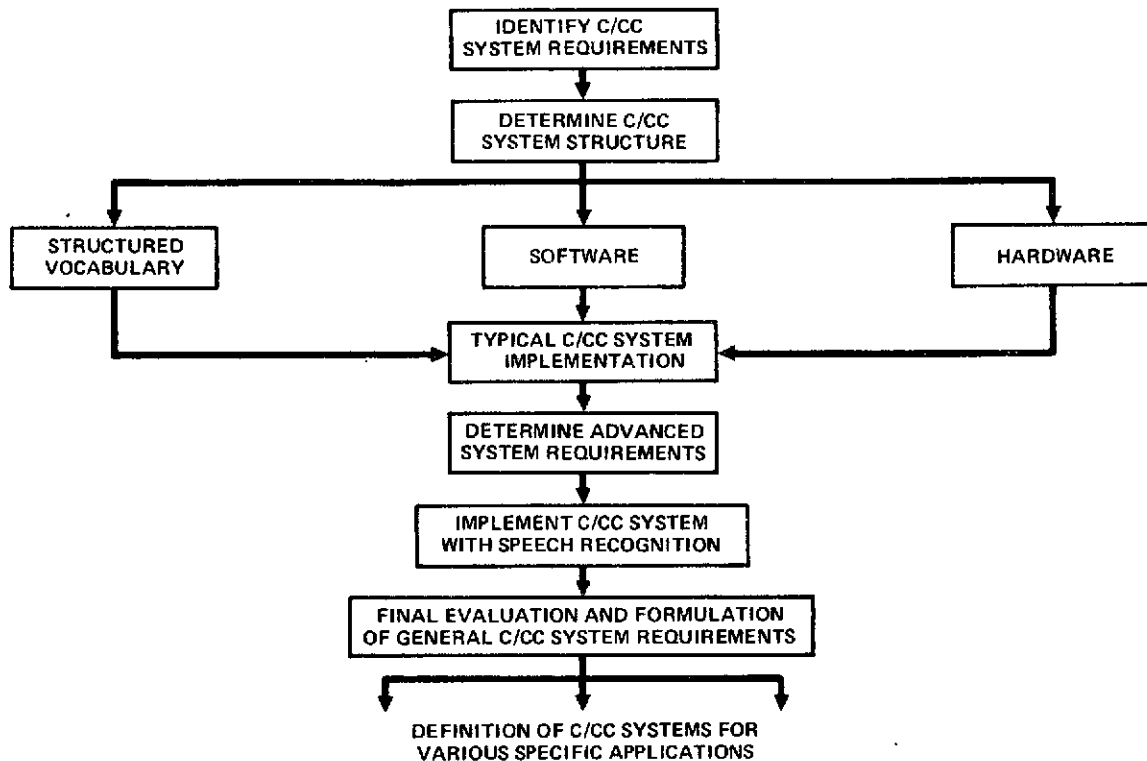 IDENTIFY C/CC
SYSTEM REQUIREMENTS
DETERMINE C/CC
SYSTEM STRUCTURE
STRUCTURED
VOCABULARY
SOFTWARE
HARDWARE
TYPICAL C/CC SYSTEM
IMPLEMENTATION
DETERMINE ADVANCED
SYSTEM REQUIREMENTS
IMPLEMENT C/CC SYSTEM
WITH SPEECH RECOGNITION
FINAL EVALUATION AND FORMULATION
OF GENERAL C/CC SYSTEM REQUIREMENTS
DEFINITION OF C/CC SYSTEMS FOR
VARIOUS SPECIFIC APPLICATIONS